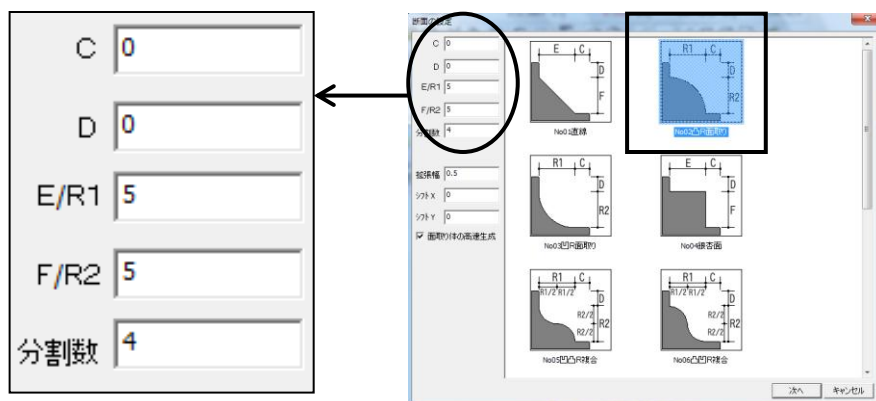 C 0
D 0
E/R1 5
F/R2 5
分割数 4
断面の設定
C 0
D 0
E/R1 5
F/R2 5
分割数 4
拡張幅 0.5
シフトX 0
シフトY 0
面取り体の高速生成
E C
D
F
No01直線
R1 C
D
R2
No02凸R面取り
R1 C
D
R2
No03凹R面取り
E C
D
F
No04銀杏面
R1 C
R1/2 R1/2
D
R2/2
R2
R2/2
No05凹凸R複合
R1 C
R1/2 R1/2
D
R2/2
R2
R2/2
No06凸凹R複合
次へ キャンセル